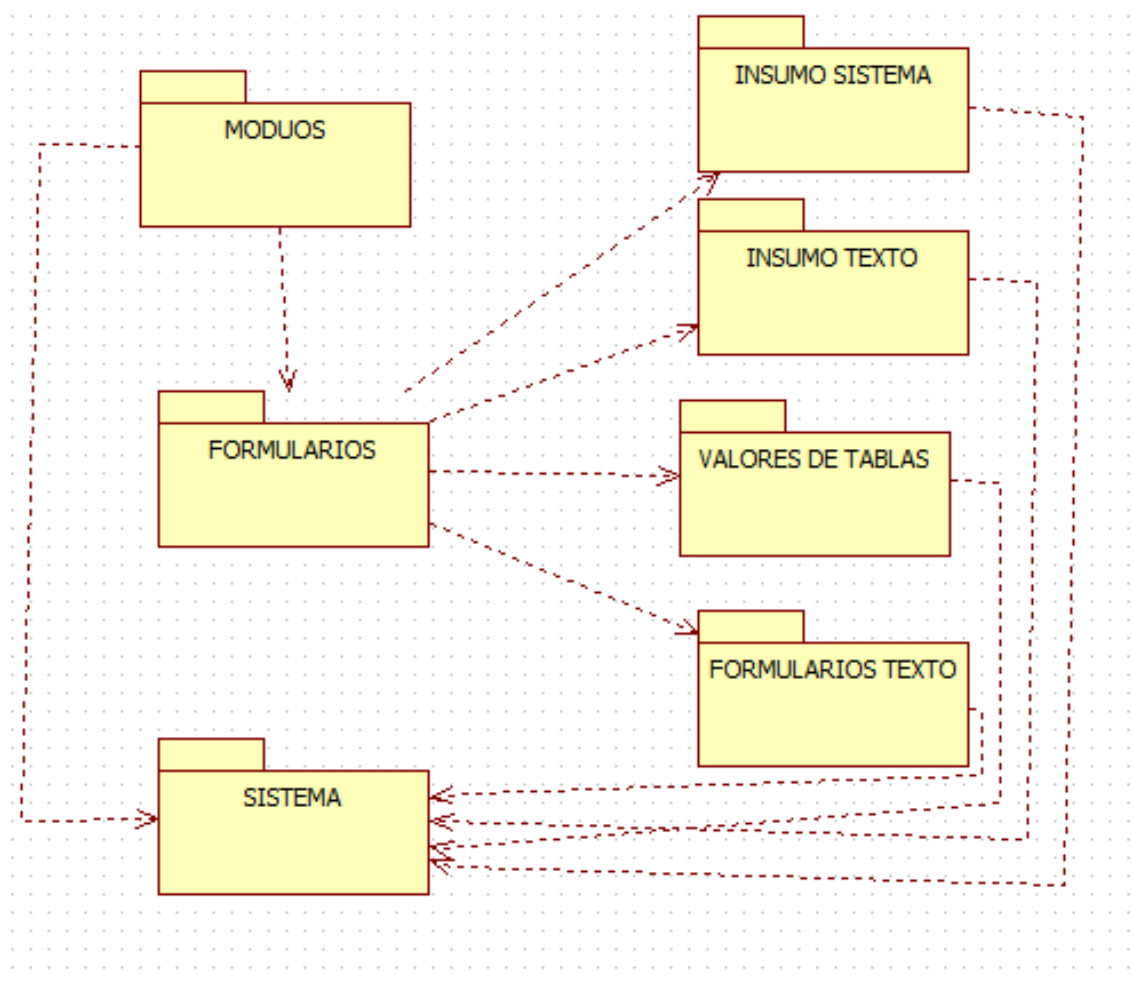 INSUMO SISTEMA
MODUOS
INSUMO TEXTO
FORMULARIOS
VALORES DE TABLAS
FORMULARIOS TEXTO
SISTEMA